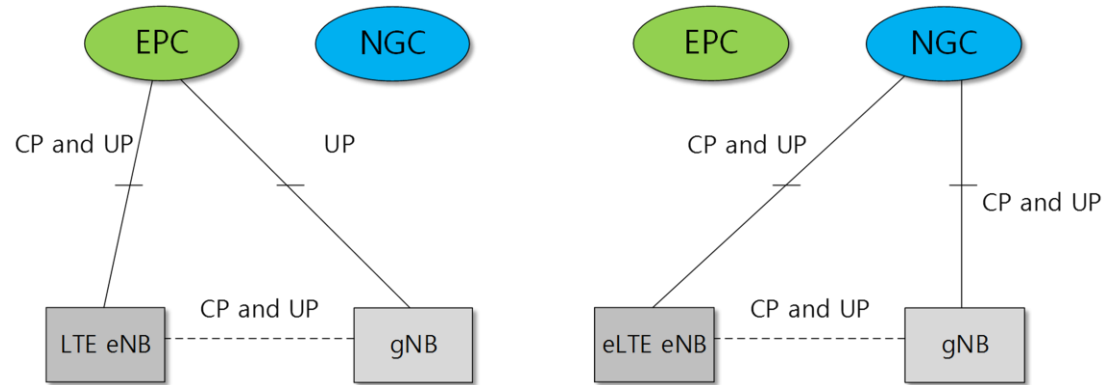 EPC
NGC
CP and UP
UP
CP and UP
LTE eNB
gNB
EPC
NGC
CP and UP
CP and UP
CP and UP
eLTE eNB
gNB